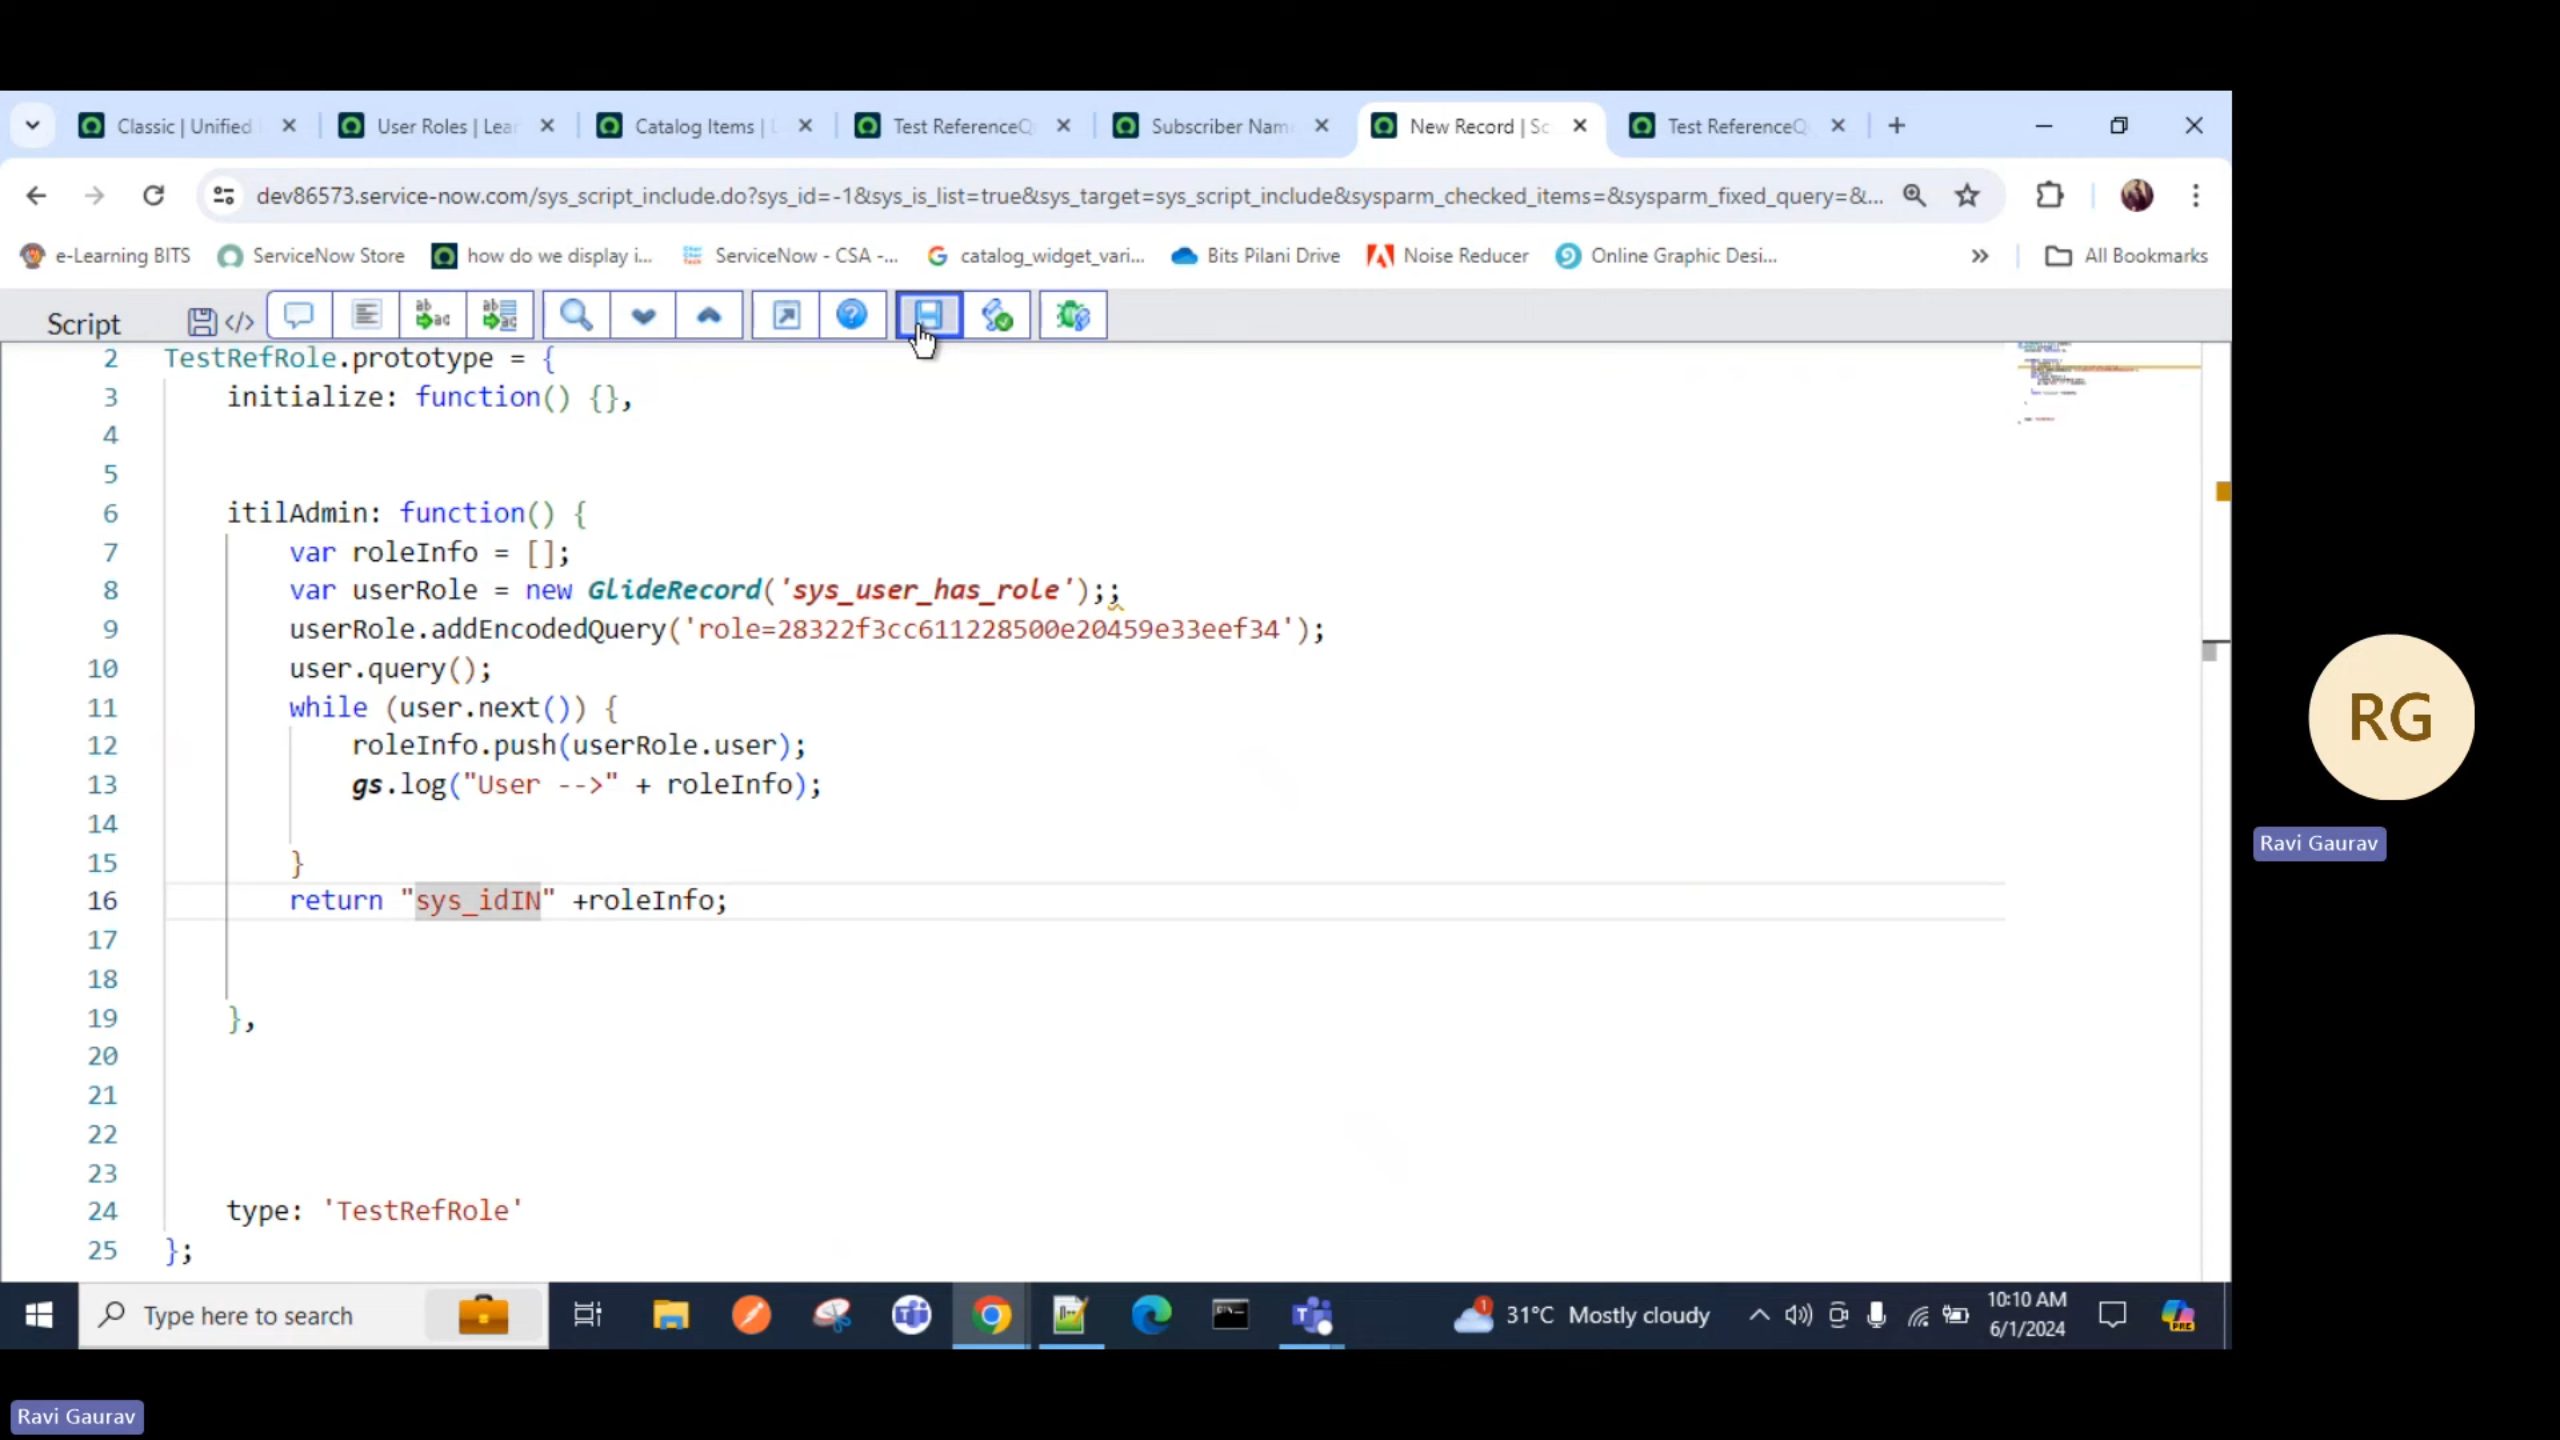 Classic | Unified
User Roles | Lear
Catalog Items |
Test ReferenceQ
Subscriber Nam
New Record | Sc
Test ReferenceQ
dev86573.service-now.com/sys_script_include.do?sys_id=-1&sys_is_list=true&sys_target=sys_script_include&sysparm_checked_items=&sysparm_fixed_query=&...
e-Learning BITS
ServiceNow Store
how do we display i...
ServiceNow - CSA -...
catalog_widget_vari...
Bits Pilani Drive
Noise Reducer
Online Graphic Desi...
»
All Bookmarks
Script
2 TestRefRole.prototype = {
3 initialize: function() {},
4
5
6 itilAdmin: function() {
7 var roleInfo = [];
8 var userRole = new GlideRecord('sys_user_has_role');;
9 userRole.addEncodedQuery('role=28322f3cc611228500e20459e33eef34');
10 user.query();
11 while (user.next()) {
12 roleInfo.push(userRole.user);
13 gs.log("User -->" + roleInfo);
14
15 }
16 return "sys_idIN" +roleInfo;
17
18
19 },
20
21
22
23
24 type: 'TestRefRole'
25 };
RG
Ravi Gaurav
Type here to search
1
31°C Mostly cloudy
10:10 AM
6/1/2024
PRE
Ravi Gaurav